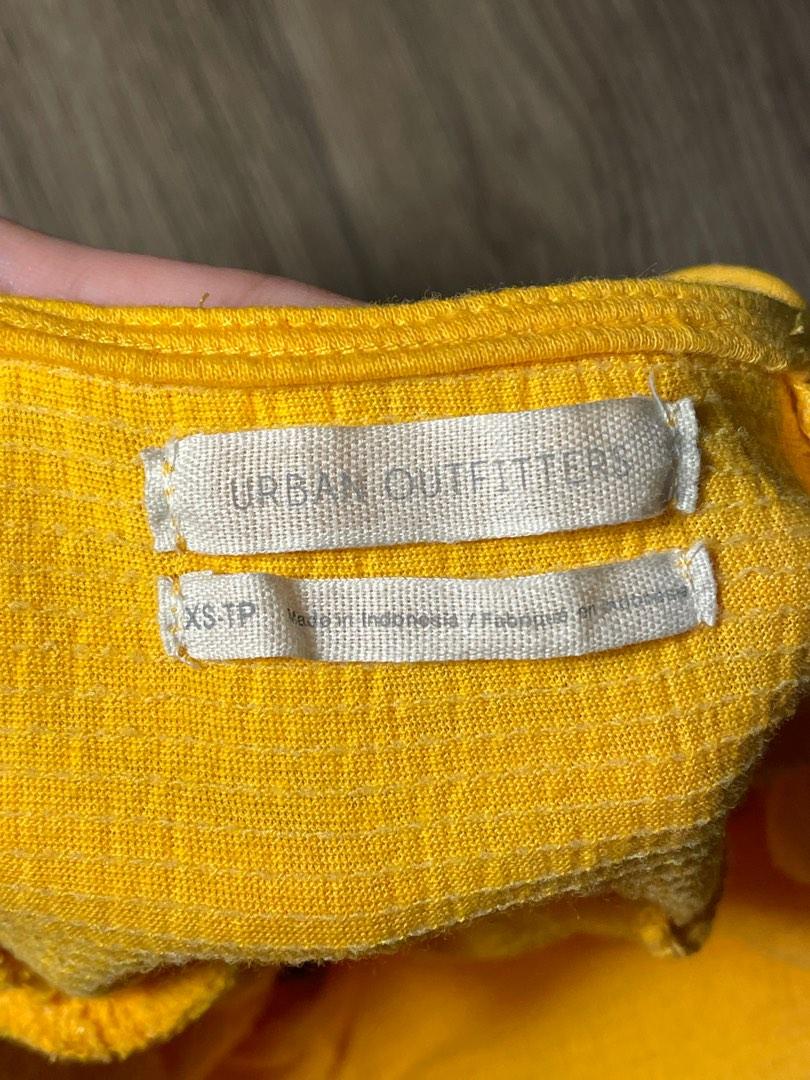 URBAN OUTFITTERS
XS-TP Made in Indonesia / Fabriqué en Indonésie